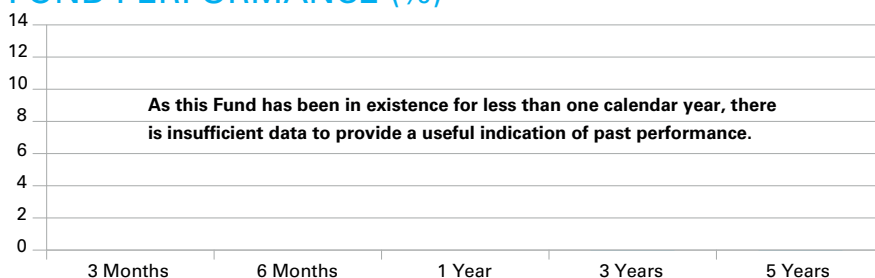 FUND PERFORMANCE (%)
14
12
10
As this Fund has been in existence for less than one calendar year, there
8
is insufficient data to provide a useful indication of past performance.
6
4
2
0
3 Months 6 Months 1 Year 3 Years 5 Years